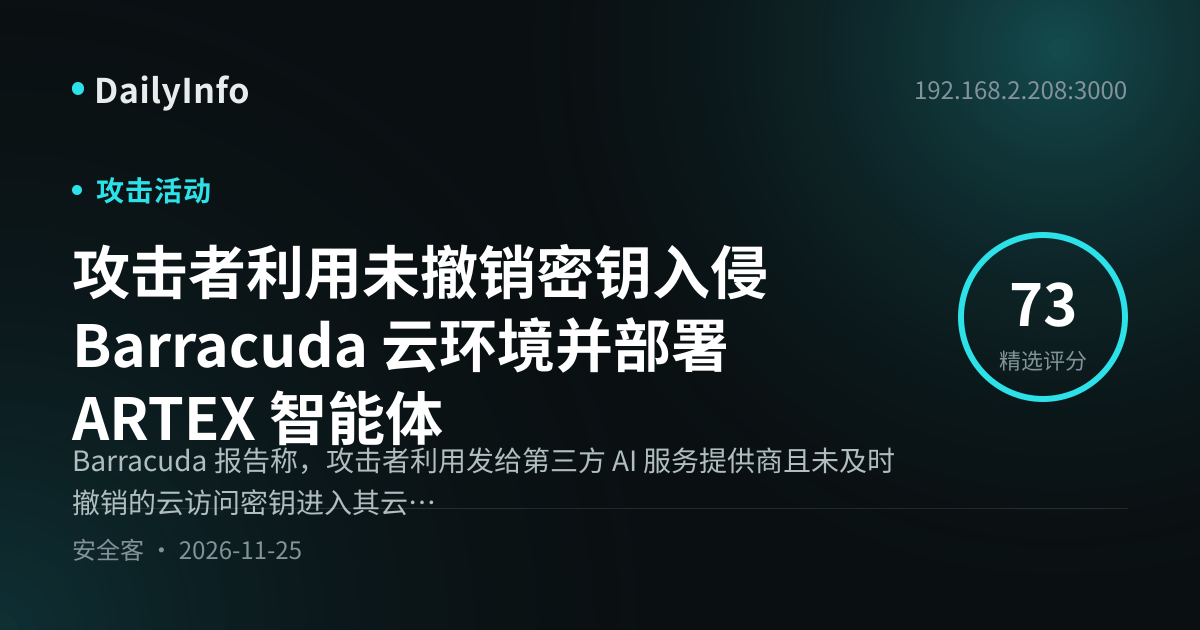 DailyInfo
192.168.2.208:3000
攻击活动
攻击者利用未撤销密钥入侵
Barracuda 云环境并部署
ARTEX 智能体
73
精选评分
Barracuda 报告称，攻击者利用发给第三方 AI 服务提供商且未及时
撤销的云访问密钥进入其云…
安全客 • 2026-11-25